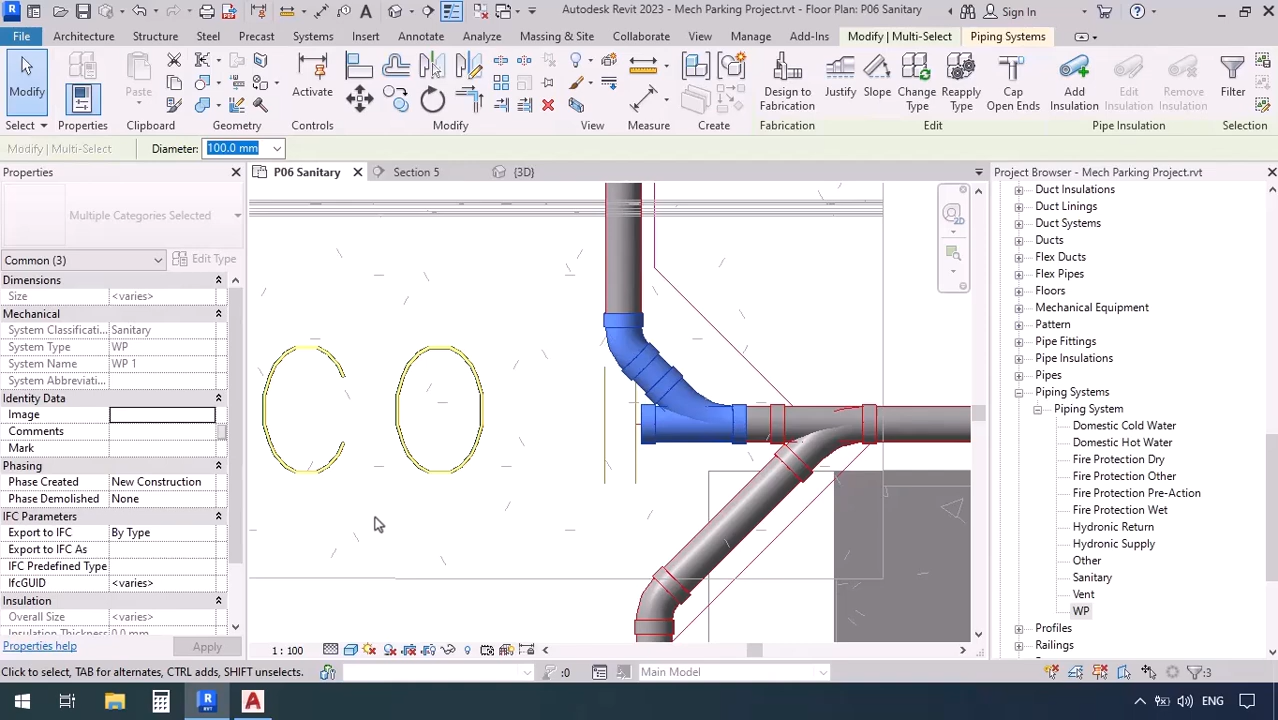 Autodesk Revit 2023 - Mech Parking Project.rvt - Floor Plan: P06 Sanitary
Sign In
File Architecture Structure Steel Precast Systems Insert Annotate Analyze Massing & Site Collaborate View Manage Add-Ins Modify | Multi-Select Piping Systems
Modify
Paste
Activate
Design to Fabrication
Justify
Slope
Change Type
Reapply Type
Cap Open Ends
Add Insulation
Edit Insulation
Remove Insulation
Filter
Select Properties Clipboard Geometry Controls Modify View Measure Create Fabrication Edit Pipe Insulation Selection
Modify | Multi-Select Diameter: 100.0 mm
Properties
P06 Sanitary
Section 5
{3D}
Project Browser - Mech Parking Project.rvt
Multiple Categories Selected
Common (3) Edit Type
Dimensions
Size <varies>
Mechanical
System Classificati... Sanitary
System Type WP
System Name WP 1
System Abbreviati...
Identity Data
Image
Comments
Mark
Phasing
Phase Created New Construction
Phase Demolished None
IFC Parameters
Export to IFC By Type
Export to IFC As
IFC Predefined Type
IfcGUID <varies>
Insulation
Overall Size <varies>
Insulation Thickness 0.0 mm
Properties help Apply
CO
Duct Insulations
Duct Linings
Duct Systems
Ducts
Flex Ducts
Flex Pipes
Floors
Mechanical Equipment
Pattern
Pipe Fittings
Pipe Insulations
Pipes
Piping Systems
Piping System
Domestic Cold Water
Domestic Hot Water
Fire Protection Dry
Fire Protection Other
Fire Protection Pre-Action
Fire Protection Wet
Hydronic Return
Hydronic Supply
Other
Sanitary
Vent
WP
Profiles
Railings
1 : 100
Click to select, TAB for alternates, CTRL adds, SHIFT unselects.
:0
Main Model
:3
ENG